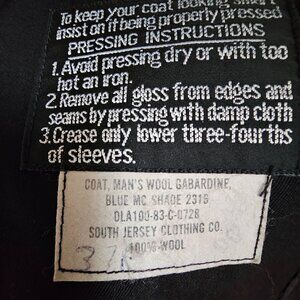 To keep your coat looking smart
insist on it being properly pressed
PRESSING INSTRUCTIONS
1. Avoid pressing dry or with too
hot an iron.
2. Remove all gloss from edges and
seams by pressing with damp cloth
3. Crease only lower three-fourths
of sleeves.
COAT, MAN'S WOOL GABARDINE,
BLUE MC SHADE 2315
DLA100-83-C-0728
SOUTH JERSEY CLOTHING CO.
100% WOOL
37R